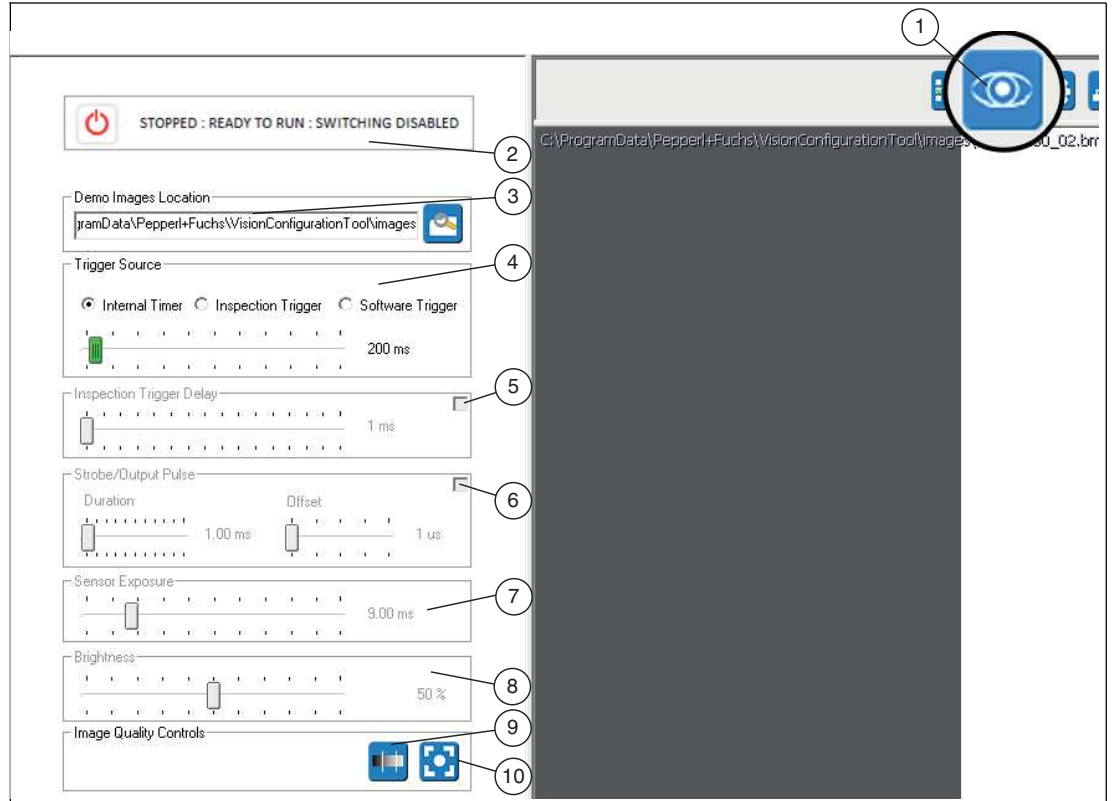 1
STOPPED : READY TO RUN : SWITCHING DISABLED
2
C:\ProgramData\Pepperl+Fuchs\VisionConfigurationTool\images\
0_02.bm
Demo Images Location
3
gramData\Pepperl+Fuchs\VisionConfigurationTool\images
Trigger Source
4
Internal Timer Inspection Trigger Software Trigger
200 ms
Inspection Trigger Delay
5
1 ms
Strobe/Output Pulse
6
Duration Offset
1.00 ms 1 us
Sensor Exposure
7
9.00 ms
Brightness
8
50 %
Image Quality Controls
9
10